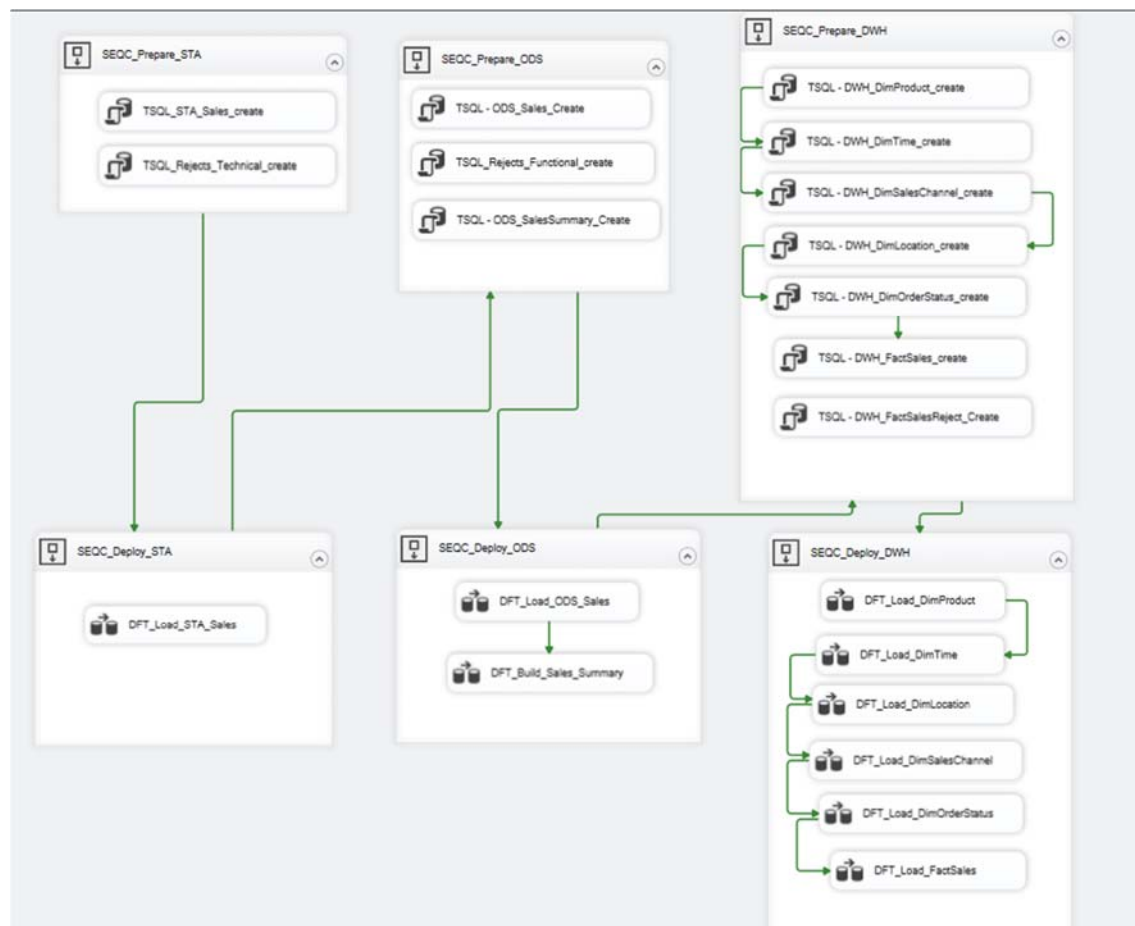 SEQC_Prepare_STA
TSQL_STA_Sales_create
TSQL_Rejects_Technical_create
SEQC_Prepare_ODS
TSQL - ODS_Sales_Create
TSQL_Rejects_Functional_create
TSQL - ODS_SalesSummary_Create
SEQC_Prepare_DWH
TSQL - DWH_DimProduct_create
TSQL - DWH_DimTime_create
TSQL - DWH_DimSalesChannel_create
TSQL - DWH_DimLocation_create
TSQL - DWH_DimOrderStatus_create
TSQL - DWH_FactSales_create
TSQL - DWH_FactSalesReject_Create
SEQC_Deploy_STA
DFT_Load_STA_Sales
SEQC_Deploy_ODS
DFT_Load_ODS_Sales
DFT_Build_Sales_Summary
SEQC_Deploy_DWH
DFT_Load_DimProduct
DFT_Load_DimTime
DFT_Load_DimLocation
DFT_Load_DimSalesChannel
DFT_Load_DimOrderStatus
DFT_Load_FactSales